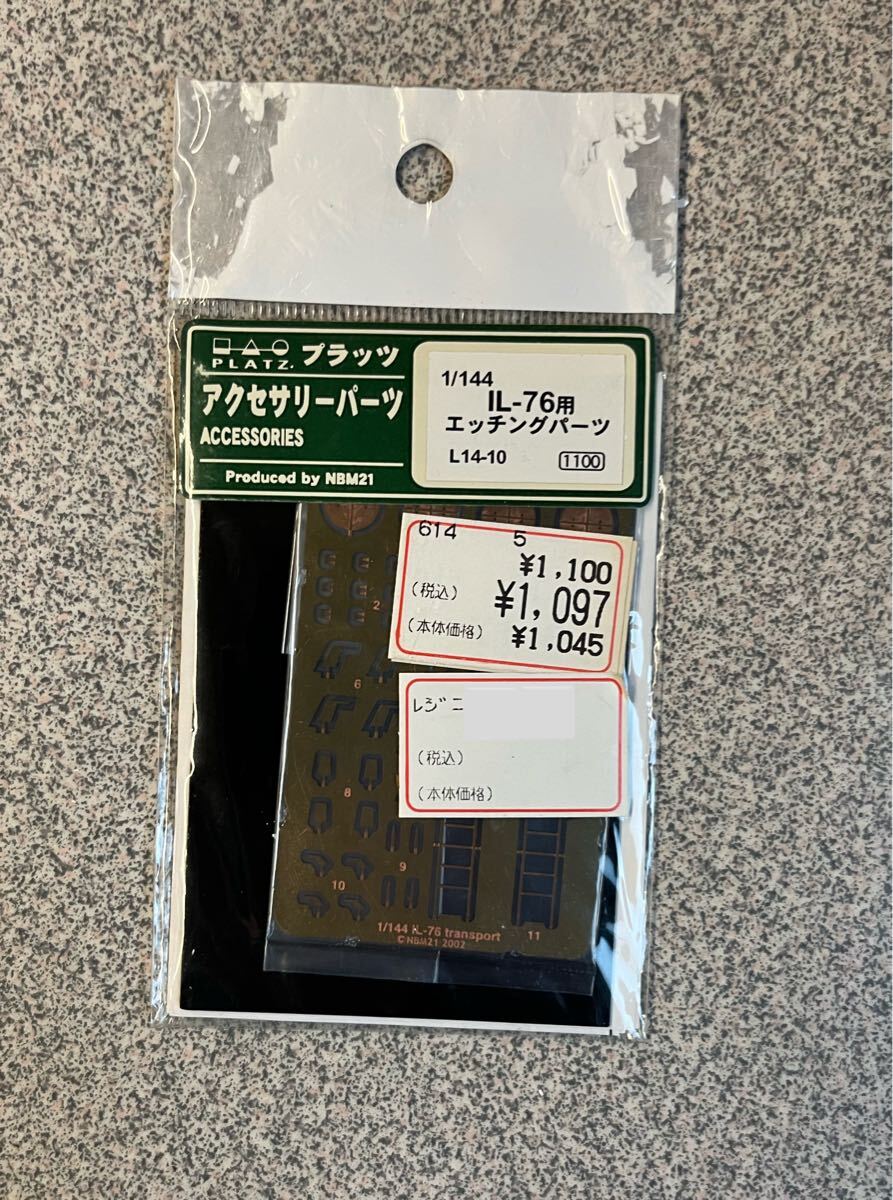 PLATZ. プラッツ
アクセサリーパーツ
ACCESSORIES
Produced by NBM21
1/144
IL-76用
エッチングパーツ
L14-10 1100
614 5
¥1,100
(税込) ¥1,097
(本体価格) ¥1,045
レジニ
(税込)
(本体価格)
2
6
8
9
10
11
1/144 IL-76 transport
©NBM21 2002